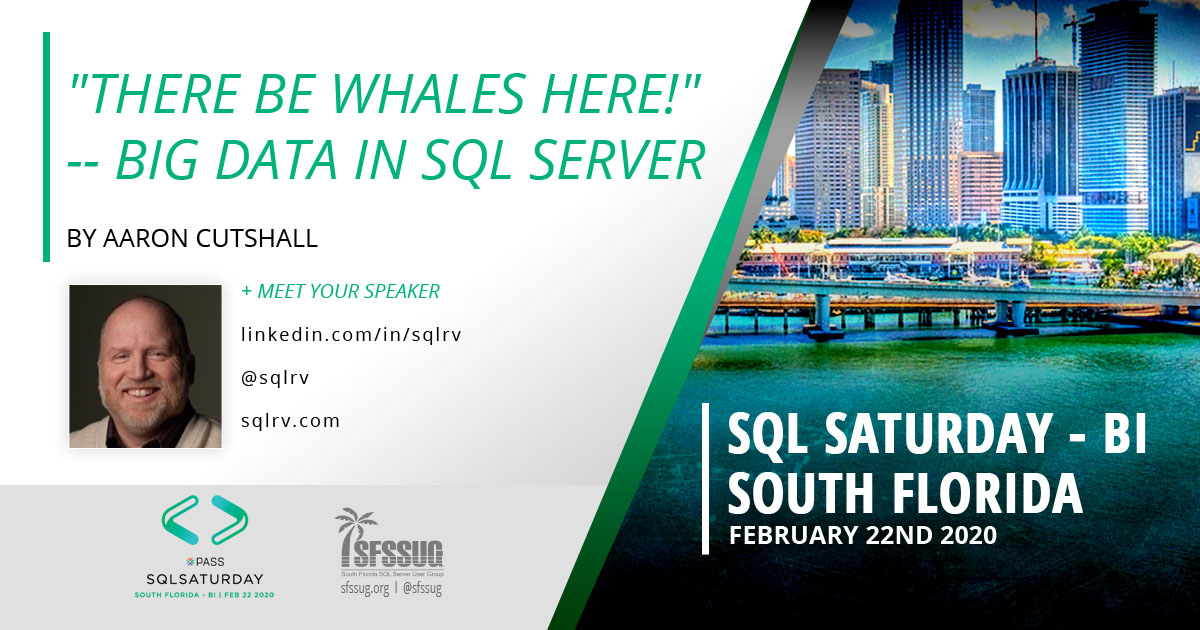 "THERE BE WHALES HERE!"
-- BIG DATA IN SQL SERVER
BY AARON CUTSHALL
+ MEET YOUR SPEAKER
linkedin.com/in/sqlrv
@sqlrv
sqlrv.com
PASS
SQLSATURDAY
SOUTH FLORIDA - BI | FEB 22 2020
SFSSUG
South Florida SQL Server User Group
sfssug.org | @sfssug
SQL SATURDAY - BI
SOUTH FLORIDA
FEBRUARY 22ND 2020